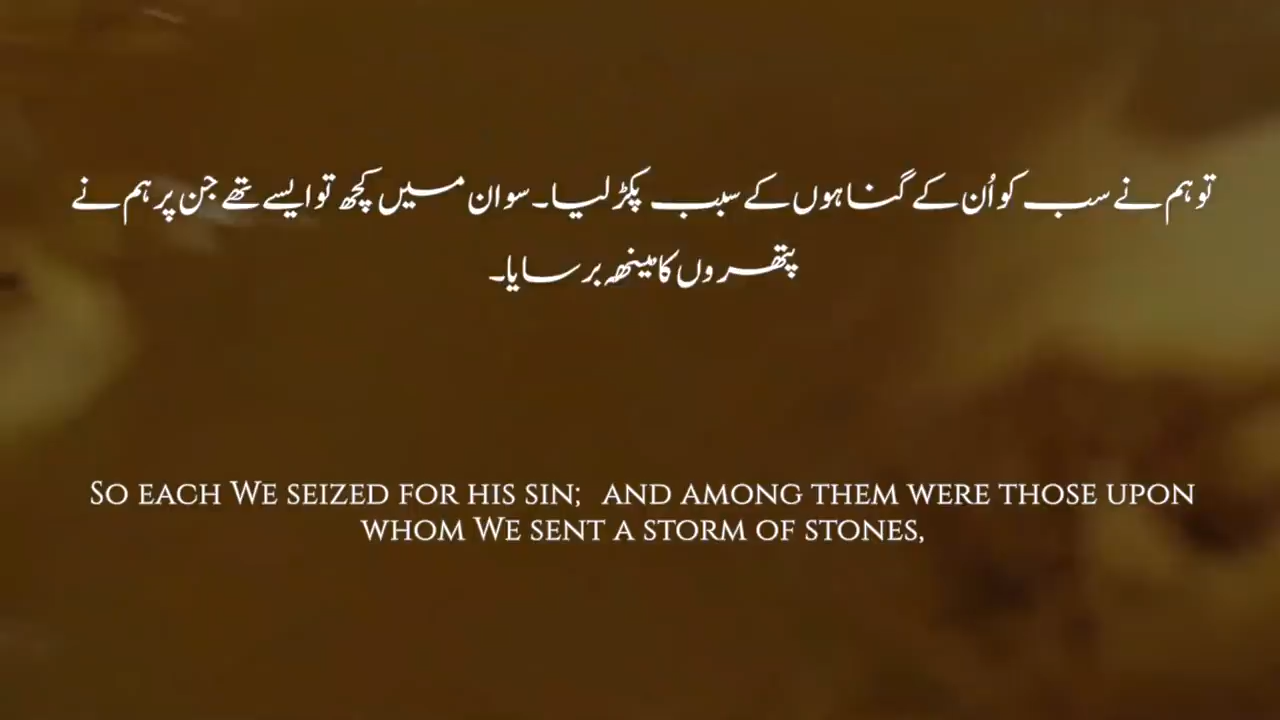 تو ہم نے سب کو اُن کے گناہوں کے سبب پکڑ لیا۔ سو ان میں کچھ تو ایسے تھے جن پر ہم نے
پتھروں کا مینھ برسایا۔
So each We seized for his sin; and among them were those upon
whom We sent a storm of stones,